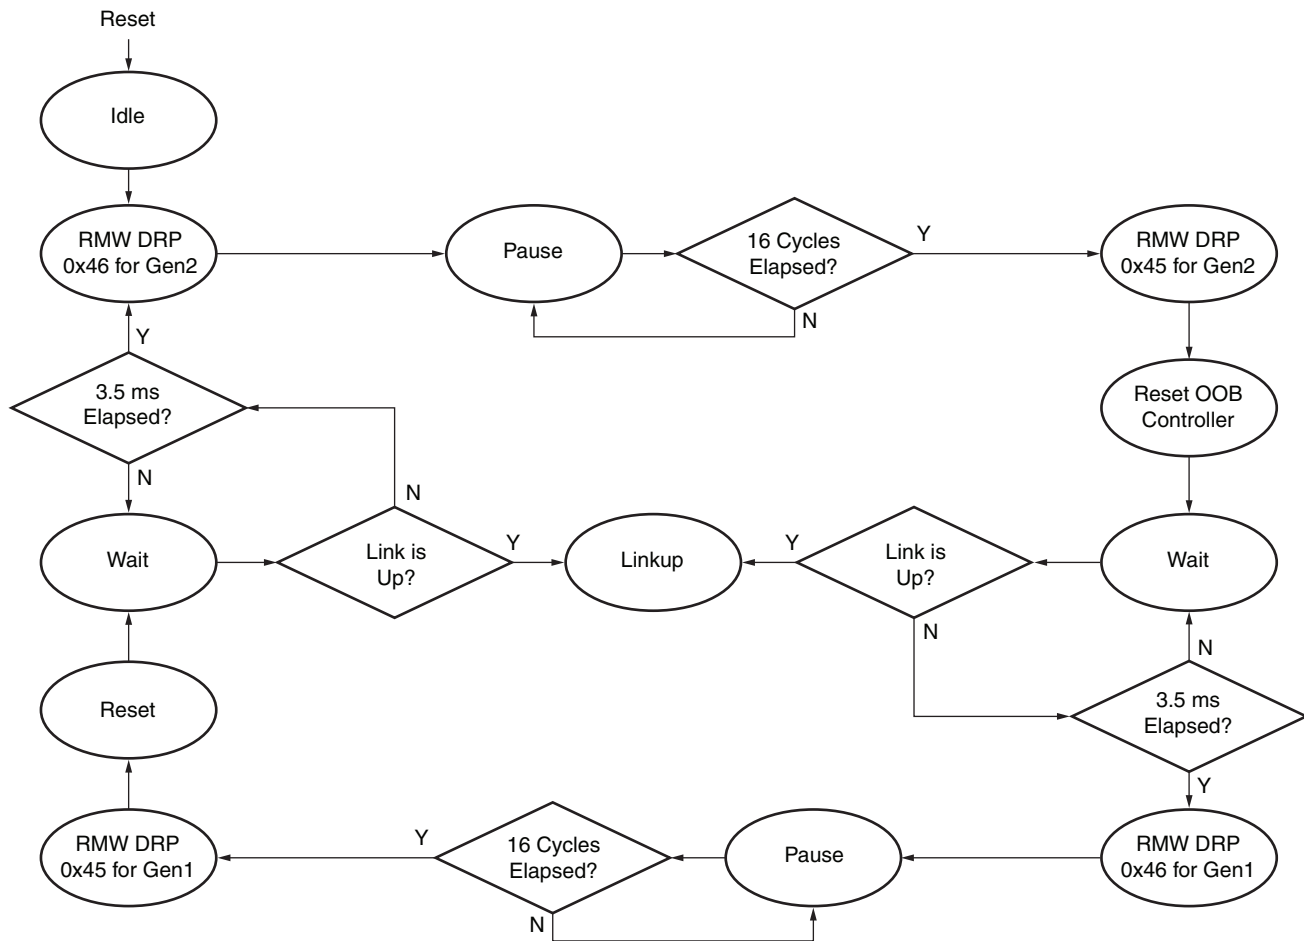 Reset
Idle
RMW DRP
0x46 for Gen2
Pause
16 Cycles
Elapsed?
Y
N
RMW DRP
0x45 for Gen2
Y
3.5 ms
Elapsed?
N
Reset OOB
Controller
N
Wait
Link is
Up?
Y
Linkup
Y
Link is
Up?
N
Wait
N
3.5 ms
Elapsed?
Y
Reset
RMW DRP
0x45 for Gen1
Y
16 Cycles
Elapsed?
N
Pause
RMW DRP
0x46 for Gen1